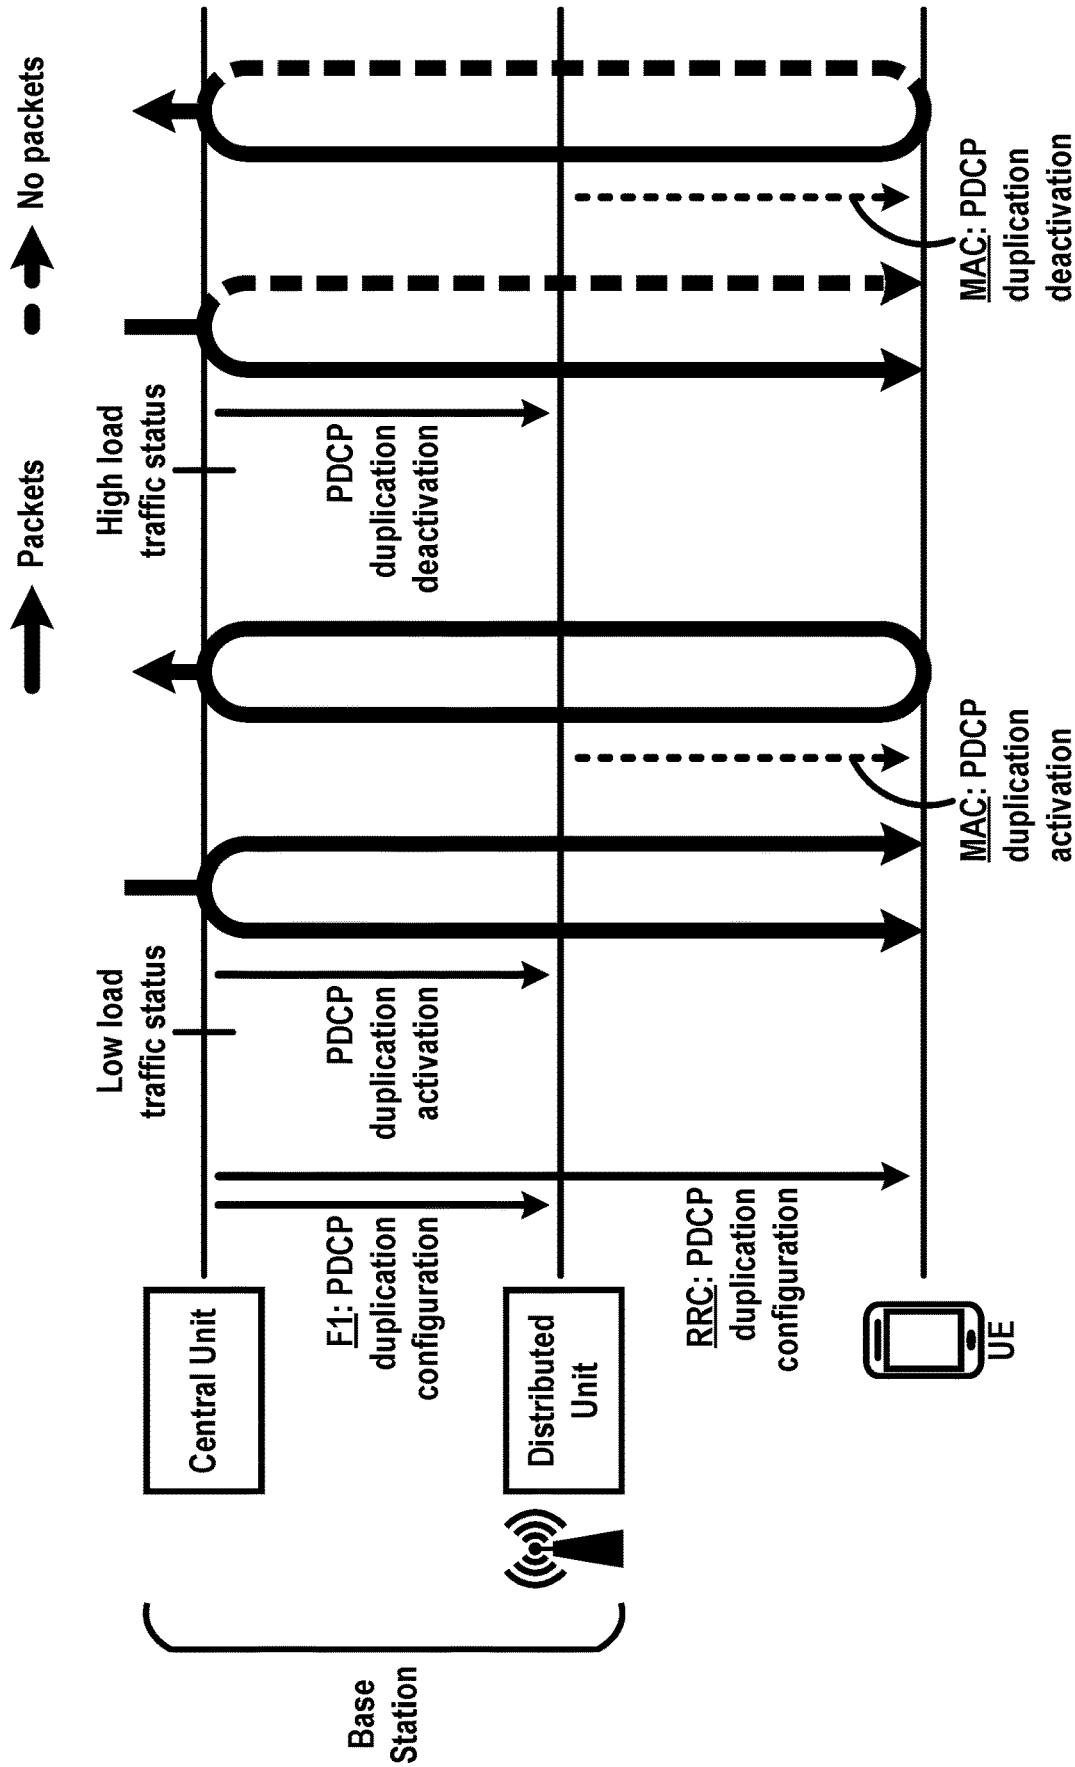 Packets
No packets
Low load
traffic status
High load
traffic status
Base
Station
Central Unit
F1: PDCP
duplication
configuration
PDCP
duplication
activation
PDCP
duplication
deactivation
Distributed
Unit
RRC: PDCP
duplication
configuration
UE
MAC: PDCP
duplication
activation
MAC: PDCP
duplication
deactivation